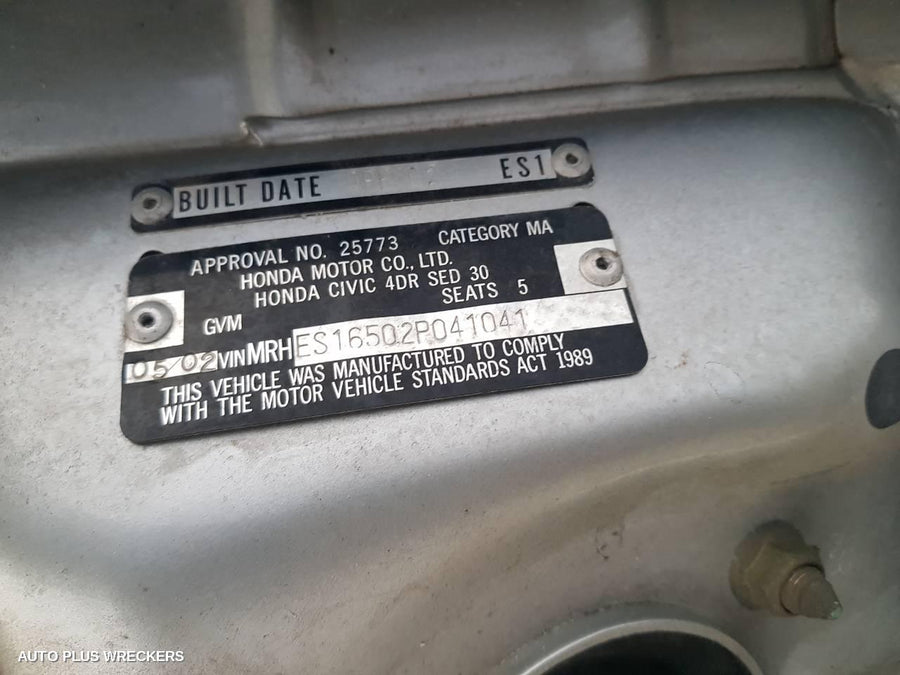 BUILT DATE ES1
APPROVAL NO. 25773 CATEGORY MA
HONDA MOTOR CO., LTD.
HONDA CIVIC 4DR SED 30
SEATS 5
GVM
05/02 VIN MRHES16502P041041
THIS VEHICLE WAS MANUFACTURED TO COMPLY
WITH THE MOTOR VEHICLE STANDARDS ACT 1989
AUTO PLUS WRECKERS